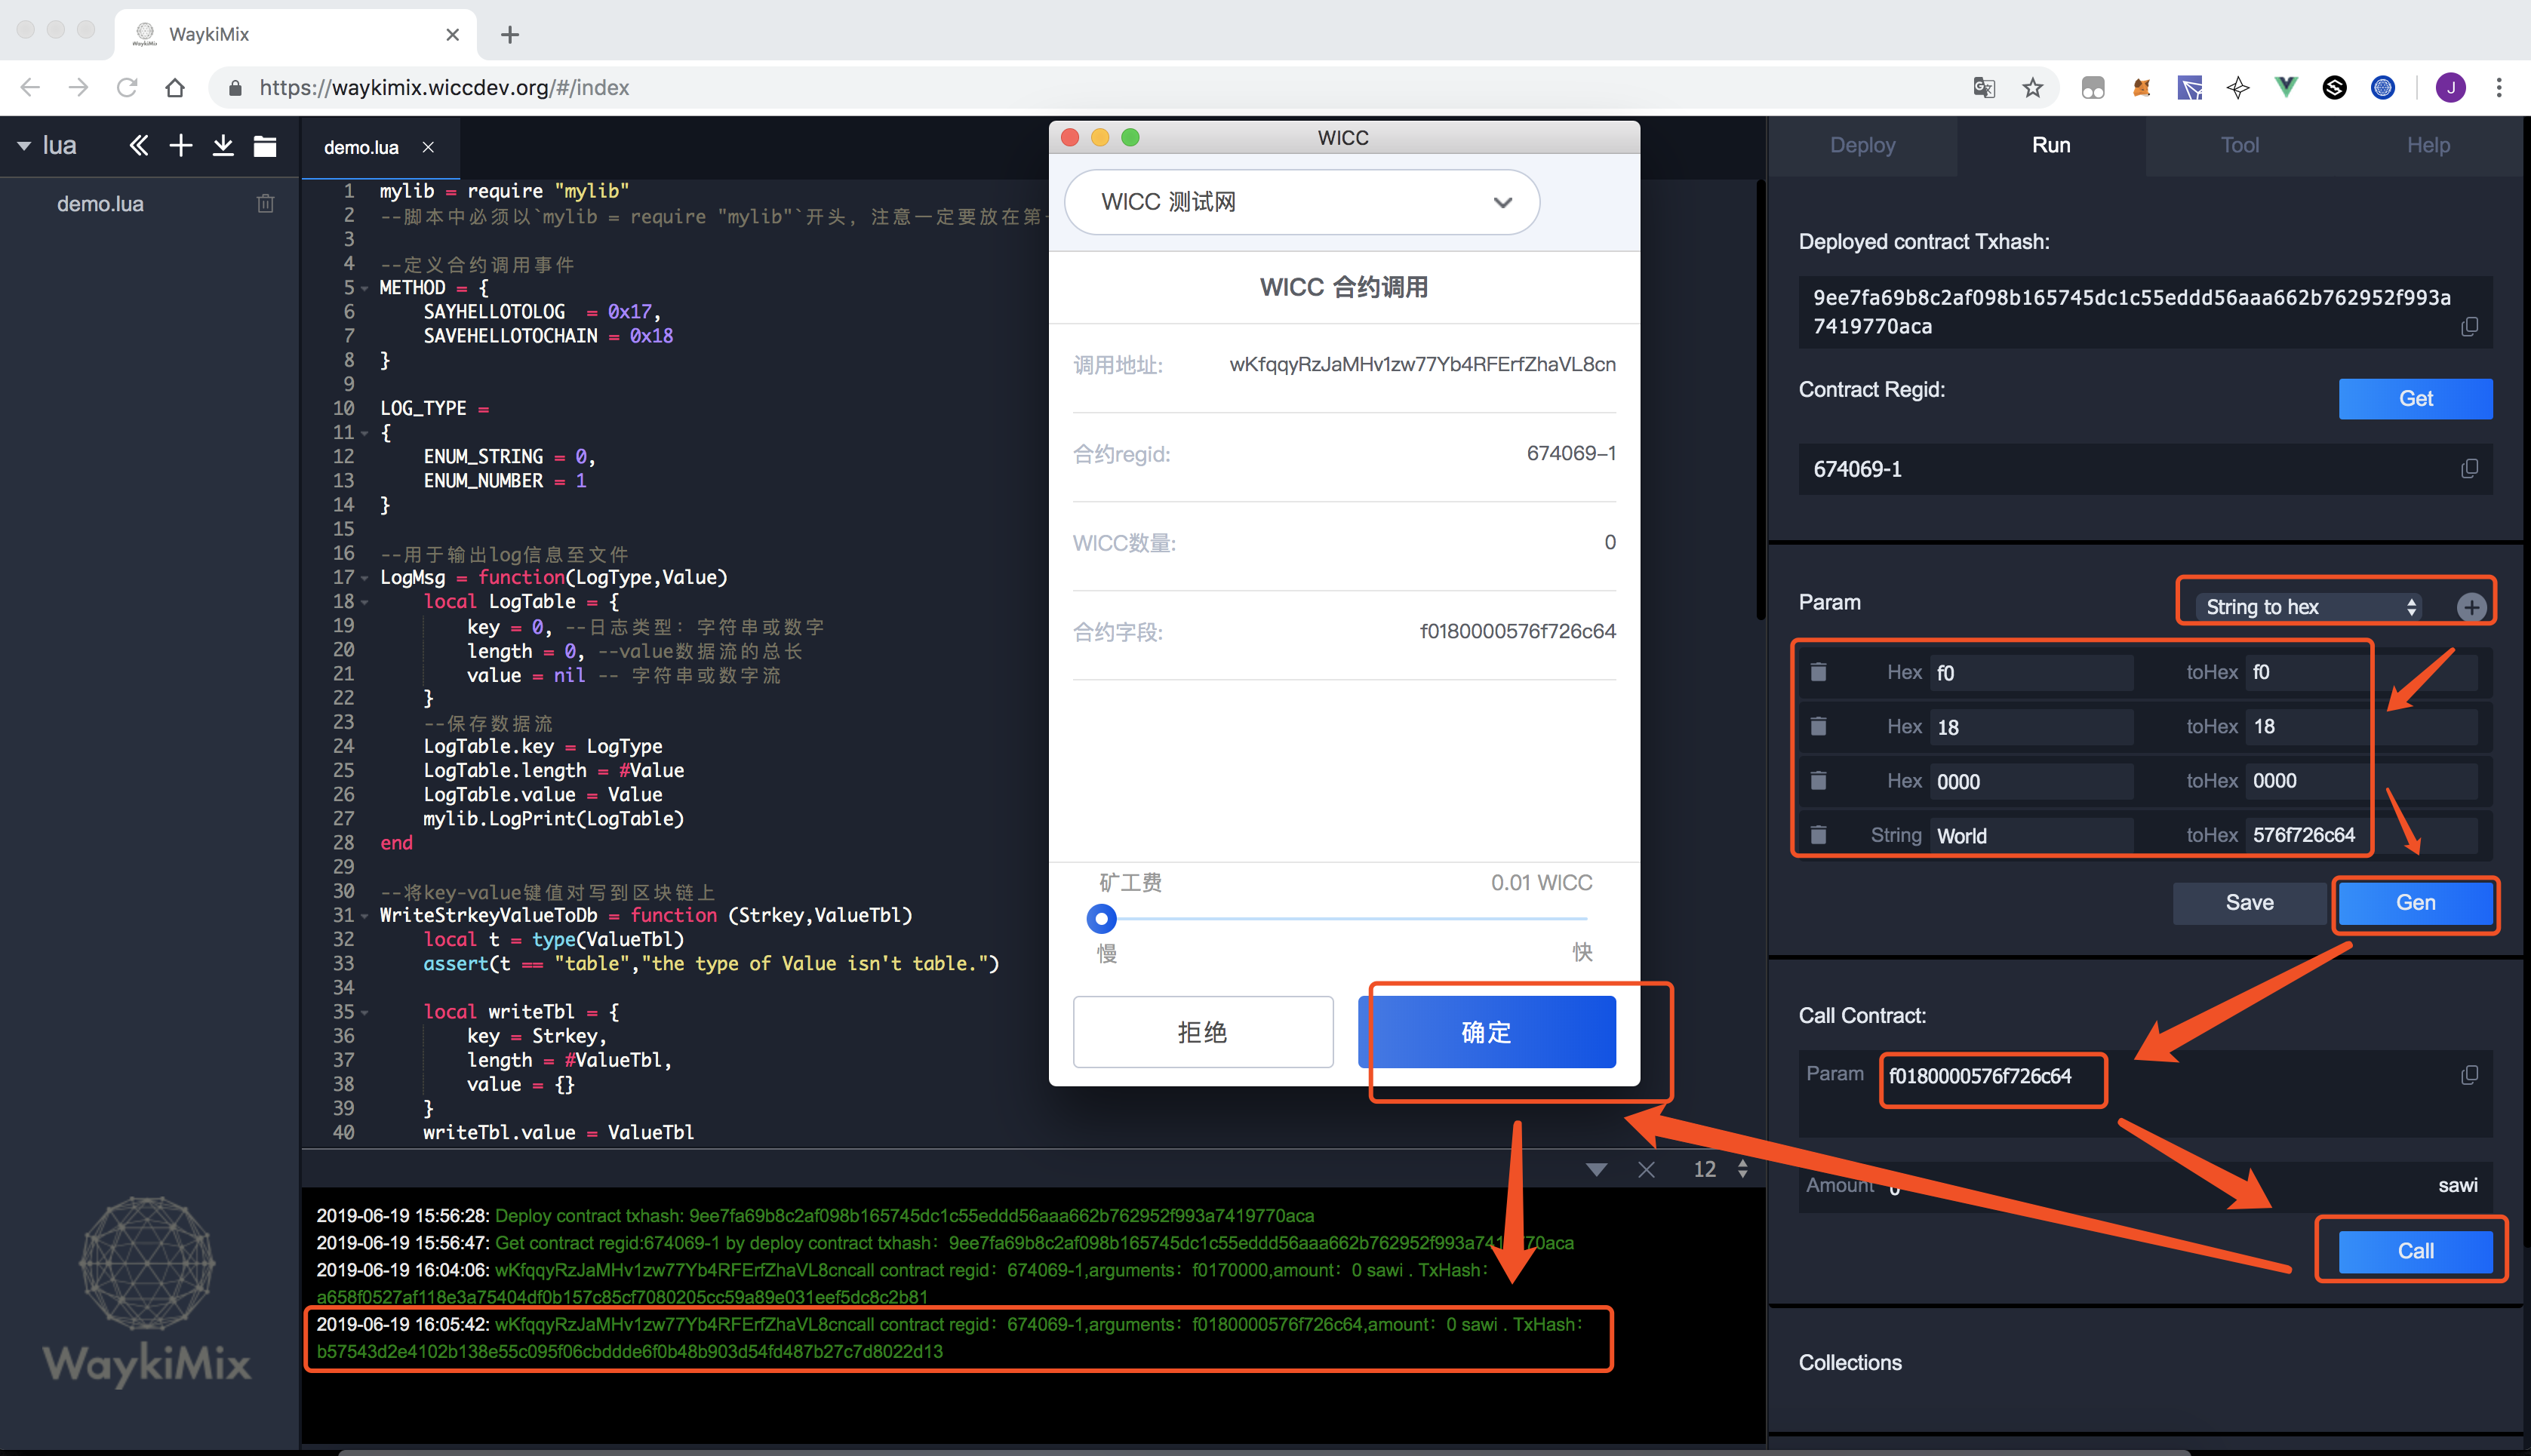 WaykiMix
https://waykimix.wiccdev.org/#/index
J
lua
demo.lua
demo.lua
1 mylib = require "mylib"
2 --脚本中必须以`mylib = require "mylib"`开头，注意一定要放在第
3
4 --定义合约调用事件
5 METHOD = {
6 SAYHELLOTOLOG = 0x17,
7 SAVEHELLOTOCHAIN = 0x18
8 }
9
10 LOG_TYPE =
11 {
12 ENUM_STRING = 0,
13 ENUM_NUMBER = 1
14 }
15
16 --用于输出log信息至文件
17 LogMsg = function(LogType,Value)
18 local LogTable = {
19 key = 0, --日志类型：字符串或数字
20 length = 0, --value数据流的总长
21 value = nil -- 字符串或数字流
22 }
23 --保存数据流
24 LogTable.key = LogType
25 LogTable.length = #Value
26 LogTable.value = Value
27 mylib.LogPrint(LogTable)
28 end
29
30 --将key-value键值对写到区块链上
31 WriteStrkeyValueToDb = function (Strkey,ValueTbl)
32 local t = type(ValueTbl)
33 assert(t == "table","the type of Value isn't table.")
34
35 local writeTbl = {
36 key = Strkey,
37 length = #ValueTbl,
38 value = {}
39 }
40 writeTbl.value = ValueTbl
12
2019-06-19 15:56:28: Deploy contract txhash: 9ee7fa69b8c2af098b165745dc1c55eddd56aaa662b762952f993a7419770aca
2019-06-19 15:56:47: Get contract regid:674069-1 by deploy contract txhash：9ee7fa69b8c2af098b165745dc1c55eddd56aaa662b762952f993a7419770aca
2019-06-19 16:04:06: wKfqqyRzJaMHv1zw77Yb4RFErfZhaVL8cncall contract regid：674069-1,arguments：f0170000,amount：0 sawi . TxHash：
a658f0527af118e3a75404df0b157c85cf7080205cc59a89e031eef5dc8c2b81
2019-06-19 16:05:42: wKfqqyRzJaMHv1zw77Yb4RFErfZhaVL8cncall contract regid：674069-1,arguments：f0180000576f726c64,amount：0 sawi . TxHash：
b57543d2e4102b138e55c095f06cbddde6f0b48b903d54fd487b27c7d8022d13
WaykiMix
WICC
WICC 测试网
WICC 合约调用
调用地址: wKfqqyRzJaMHv1zw77Yb4RFErfZhaVL8cn
合约regid: 674069-1
WICC数量: 0
合约字段: f0180000576f726c64
矿工费 0.01 WICC
慢 快
拒绝 确定
Deploy Run Tool Help
Deployed contract Txhash:
9ee7fa69b8c2af098b165745dc1c55eddd56aaa662b762952f993a
7419770aca
Contract Regid: Get
674069-1
Param String to hex
Hex f0 toHex f0
Hex 18 toHex 18
Hex 0000 toHex 0000
String World toHex 576f726c64
Save Gen
Call Contract:
Param f0180000576f726c64
Amount 0 sawi
Call
Collections